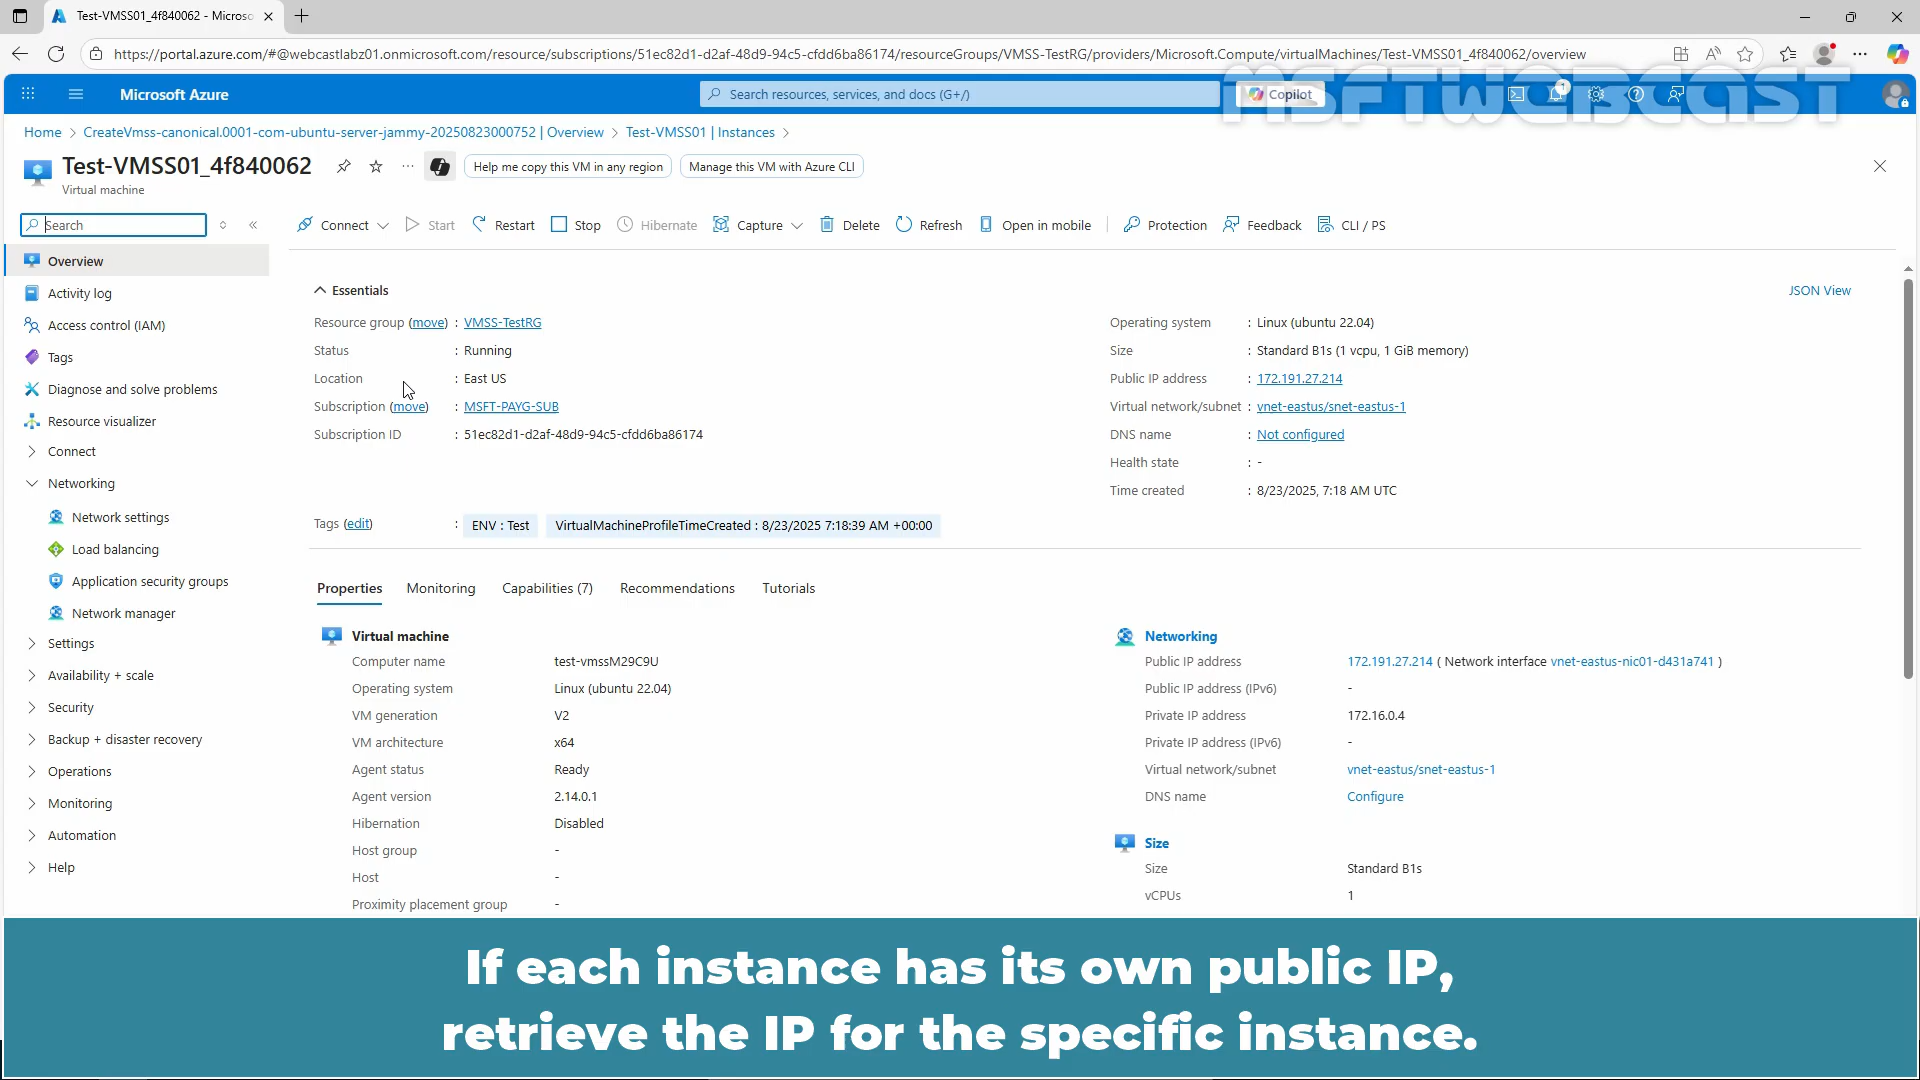 Test-VMSS01_4f840062 - Microso
https://portal.azure.com/#@webcastlabz01.onmicrosoft.com/resource/subscriptions/51ec82d1-d2af-48d9-94c5-cfdd6ba86174/resourceGroups/VMSS-TestRG/providers/Microsoft.Compute/virtualMachines/Test-VMSS01_4f840062/overview
Microsoft Azure
Search resources, services, and docs (G+/)
Copilot
1
MSFTWEBCAST
Home > CreateVmss-canonical.0001-com-ubuntu-server-jammy-20250823000752 | Overview > Test-VMSS01 | Instances >
Test-VMSS01_4f840062
Virtual machine
Help me copy this VM in any region
Manage this VM with Azure CLI
Search
Connect
Start
Restart
Stop
Hibernate
Capture
Delete
Refresh
Open in mobile
Protection
Feedback
CLI / PS
Overview
Activity log
Access control (IAM)
Tags
Diagnose and solve problems
Resource visualizer
Connect
Networking
Network settings
Load balancing
Application security groups
Network manager
Settings
Availability + scale
Security
Backup + disaster recovery
Operations
Monitoring
Automation
Help
Essentials
JSON View
Resource group (move) : VMSS-TestRG
Status : Running
Location : East US
Subscription (move) : MSFT-PAYG-SUB
Subscription ID : 51ec82d1-d2af-48d9-94c5-cfdd6ba86174
Operating system : Linux (ubuntu 22.04)
Size : Standard B1s (1 vcpu, 1 GiB memory)
Public IP address : 172.191.27.214
Virtual network/subnet : vnet-eastus/snet-eastus-1
DNS name : Not configured
Health state : -
Time created : 8/23/2025, 7:18 AM UTC
Tags (edit) : ENV : Test VirtualMachineProfileTimeCreated : 8/23/2025 7:18:39 AM +00:00
Properties
Monitoring
Capabilities (7)
Recommendations
Tutorials
Virtual machine
Computer name test-vmssM29C9U
Operating system Linux (ubuntu 22.04)
VM generation V2
VM architecture x64
Agent status Ready
Agent version 2.14.0.1
Hibernation Disabled
Host group -
Host -
Proximity placement group -
Networking
Public IP address 172.191.27.214 ( Network interface vnet-eastus-nic01-d431a741 )
Public IP address (IPv6) -
Private IP address 172.16.0.4
Private IP address (IPv6) -
Virtual network/subnet vnet-eastus/snet-eastus-1
DNS name Configure
Size
Size Standard B1s
vCPUs 1
If each instance has its own public IP,
retrieve the IP for the specific instance.